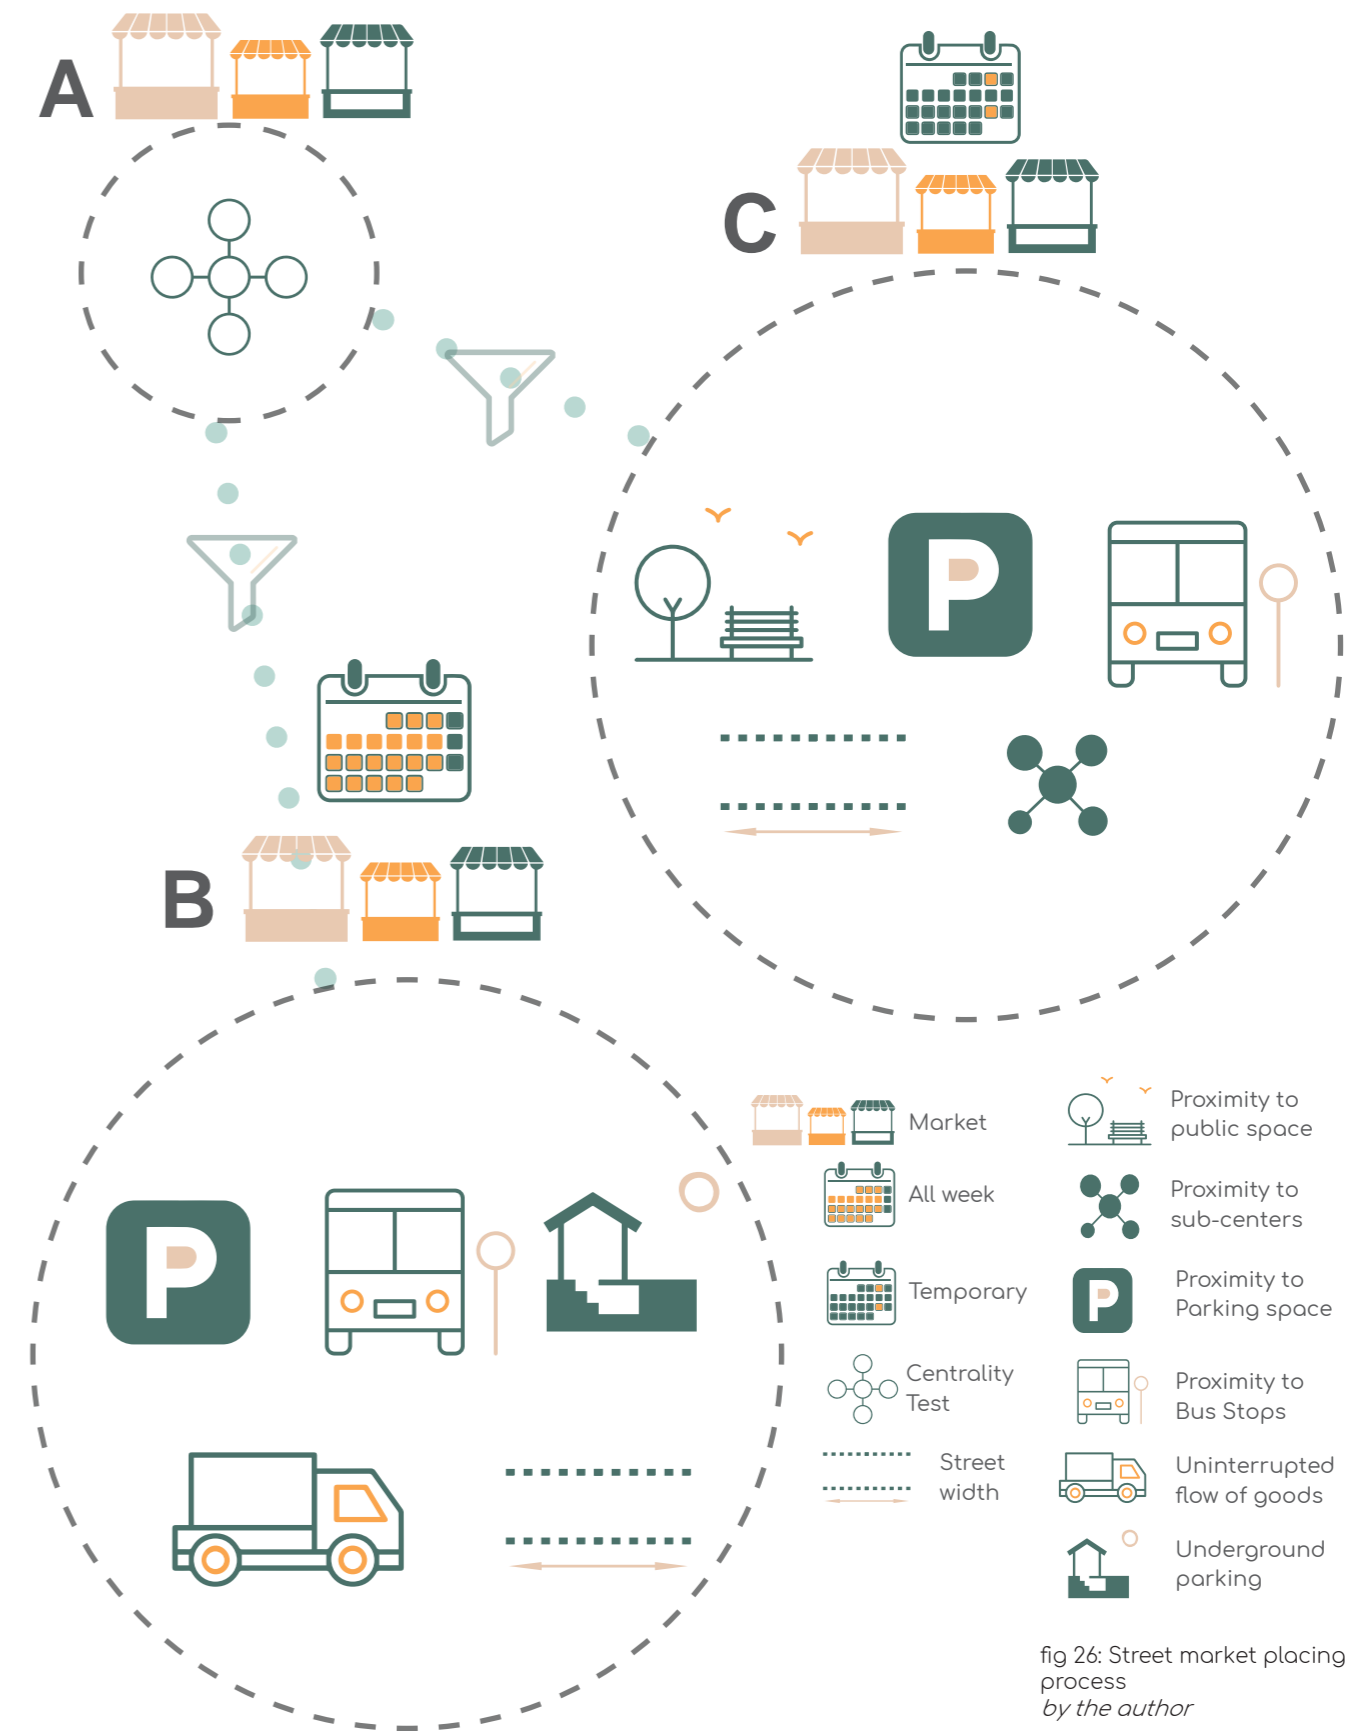 A
C
P
B
P
Market
All week
Temporary
Centrality
Test
Street
width
Proximity to
public space
Proximity to
sub-centers
P
Proximity to
Parking space
Proximity to
Bus Stops
Uninterrupted
flow of goods
Underground
parking
fig 26: Street market placing
process
by the author